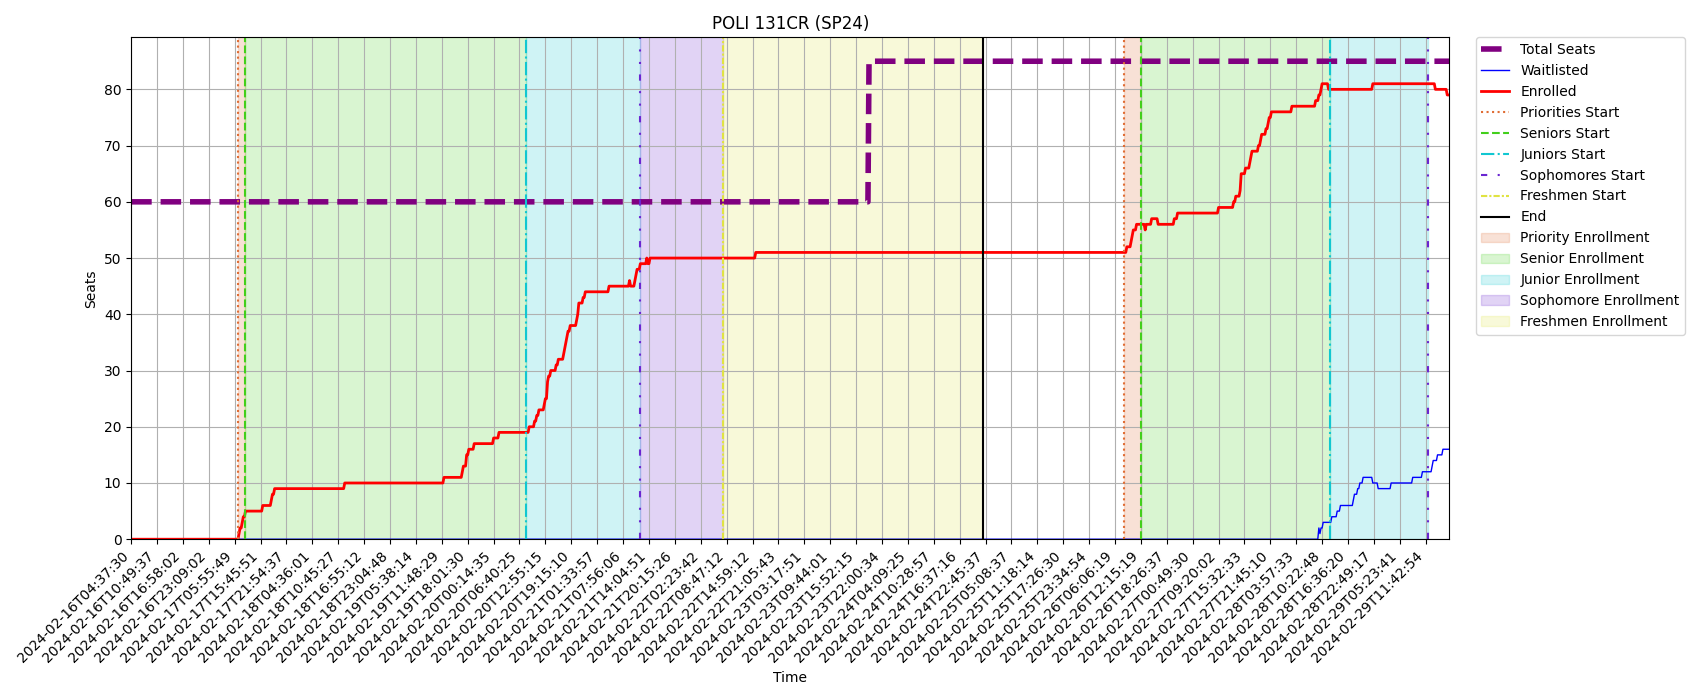 POLI 131CR (SP24)
Total Seats
Waitlisted
Enrolled
Priorities Start
Seniors Start
Juniors Start
Sophomores Start
Freshmen Start
End
Priority Enrollment
Senior Enrollment
Junior Enrollment
Sophomore Enrollment
Freshmen Enrollment
Seats
80
70
60
50
40
30
20
10
0
2024-02-16T04:37:30
2024-02-16T10:49:37
2024-02-16T16:58:02
2024-02-16T23:09:02
2024-02-17T05:55:49
2024-02-17T15:45:51
2024-02-17T21:54:37
2024-02-18T04:36:01
2024-02-18T10:45:27
2024-02-18T16:55:12
2024-02-18T23:04:48
2024-02-19T05:38:14
2024-02-19T11:48:29
2024-02-19T18:01:30
2024-02-20T00:14:35
2024-02-20T06:40:25
2024-02-20T12:55:15
2024-02-20T19:15:10
2024-02-21T01:33:57
2024-02-21T07:56:06
2024-02-21T14:04:51
2024-02-21T20:15:26
2024-02-22T02:23:42
2024-02-22T08:47:12
2024-02-22T14:59:12
2024-02-22T21:05:43
2024-02-23T03:17:51
2024-02-23T09:44:01
2024-02-23T15:52:15
2024-02-23T22:00:34
2024-02-24T04:09:25
2024-02-24T10:28:57
2024-02-24T16:37:16
2024-02-24T22:45:37
2024-02-25T05:08:37
2024-02-25T11:18:14
2024-02-25T17:26:30
2024-02-25T23:34:54
2024-02-26T06:06:19
2024-02-26T12:15:19
2024-02-26T18:26:37
2024-02-27T00:49:30
2024-02-27T09:20:02
2024-02-27T15:32:33
2024-02-27T21:45:10
2024-02-28T03:57:33
2024-02-28T10:22:48
2024-02-28T16:36:20
2024-02-28T22:49:17
2024-02-29T05:23:41
2024-02-29T11:42:54
Time